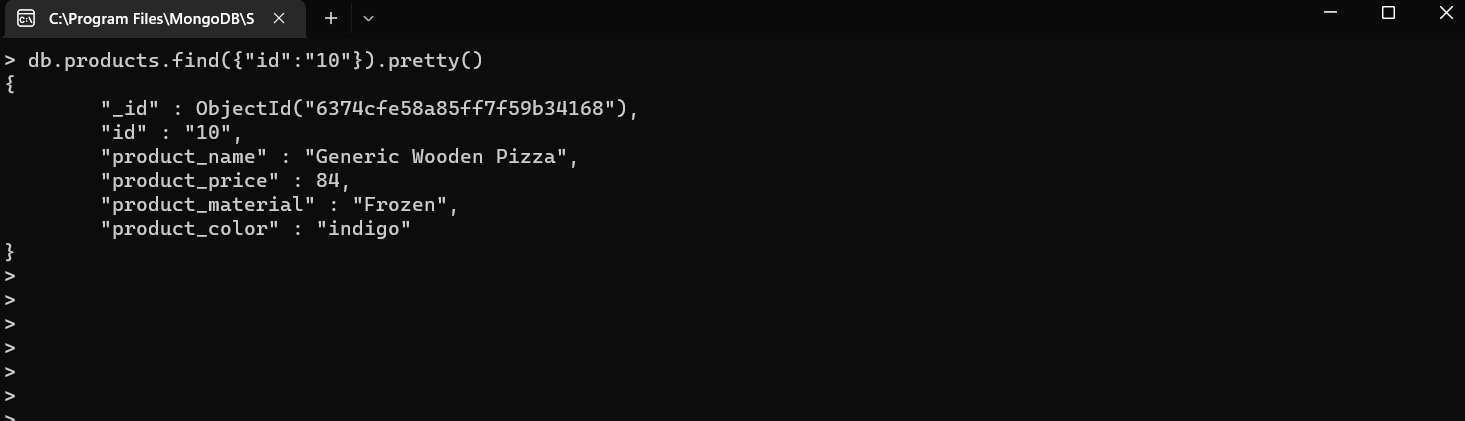 C:\Program Files\MongoDB\S
> db.products.find({"id":"10"}).pretty()
{
"_id" : ObjectId("6374cfe58a85ff7f59b34168"),
"id" : "10",
"product_name" : "Generic Wooden Pizza",
"product_price" : 84,
"product_material" : "Frozen",
"product_color" : "indigo"
}
>
>
>
>
>
>
>